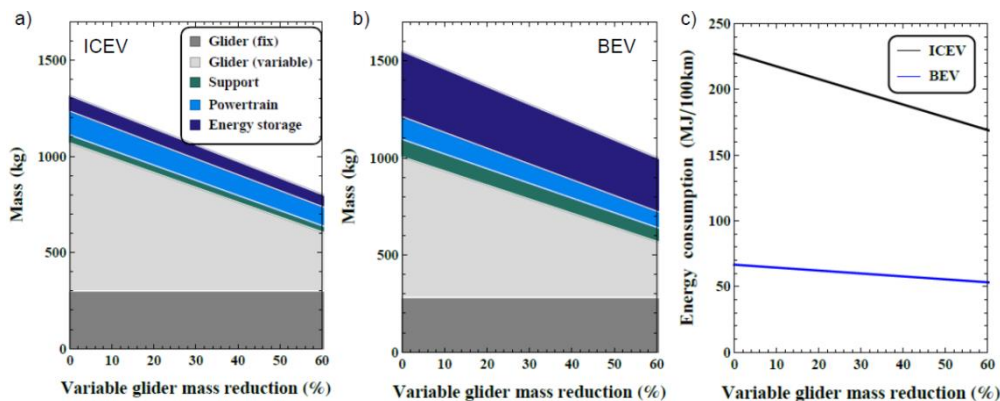 a)
ICEV
Glider (fix)
Glider (variable)
Support
Powertrain
Energy storage
1500
1000
500
0
Mass (kg)
0 10 20 30 40 50 60
Variable glider mass reduction (%)
b)
BEV
1500
1000
500
0
Mass (kg)
0 10 20 30 40 50 60
Variable glider mass reduction (%)
c)
ICEV
BEV
250
200
150
100
50
0
Energy consumption (MJ/100km)
0 10 20 30 40 50 60
Variable glider mass reduction (%)